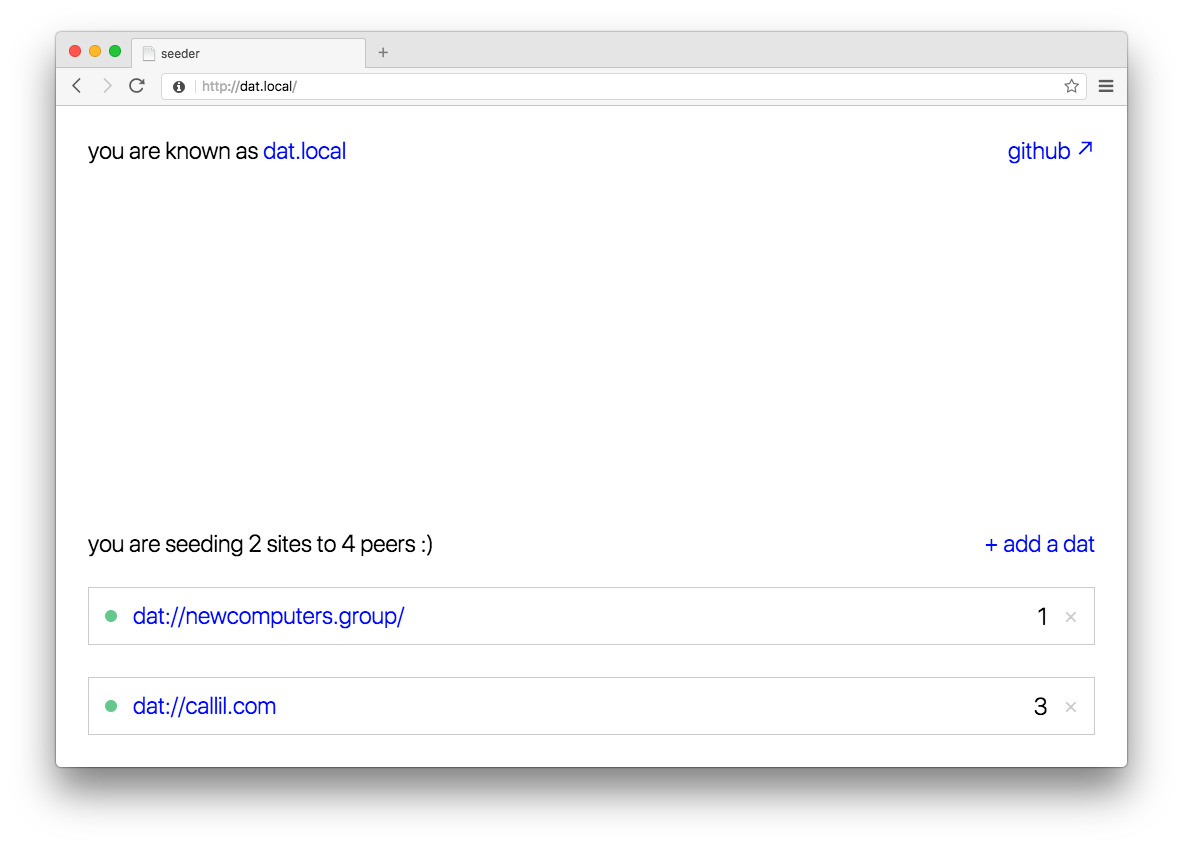 seeder
http://dat.local/
you are known as dat.local
github ↗
you are seeding 2 sites to 4 peers :)
+ add a dat
dat://newcomputers.group/ 1 ×
dat://callil.com 3 ×